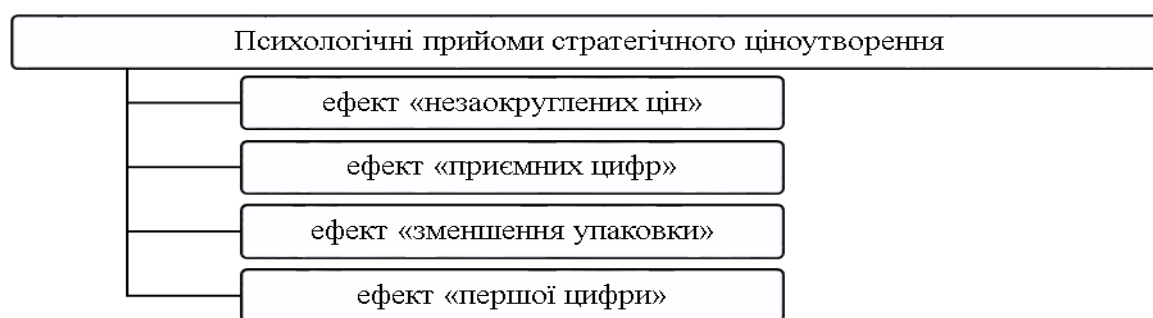 Психологічні прийоми стратегічного ціноутворення
ефект «незаокруглених цін»
ефект «приємних цифр»
ефект «зменшення упаковки»
ефект «першої цифри»